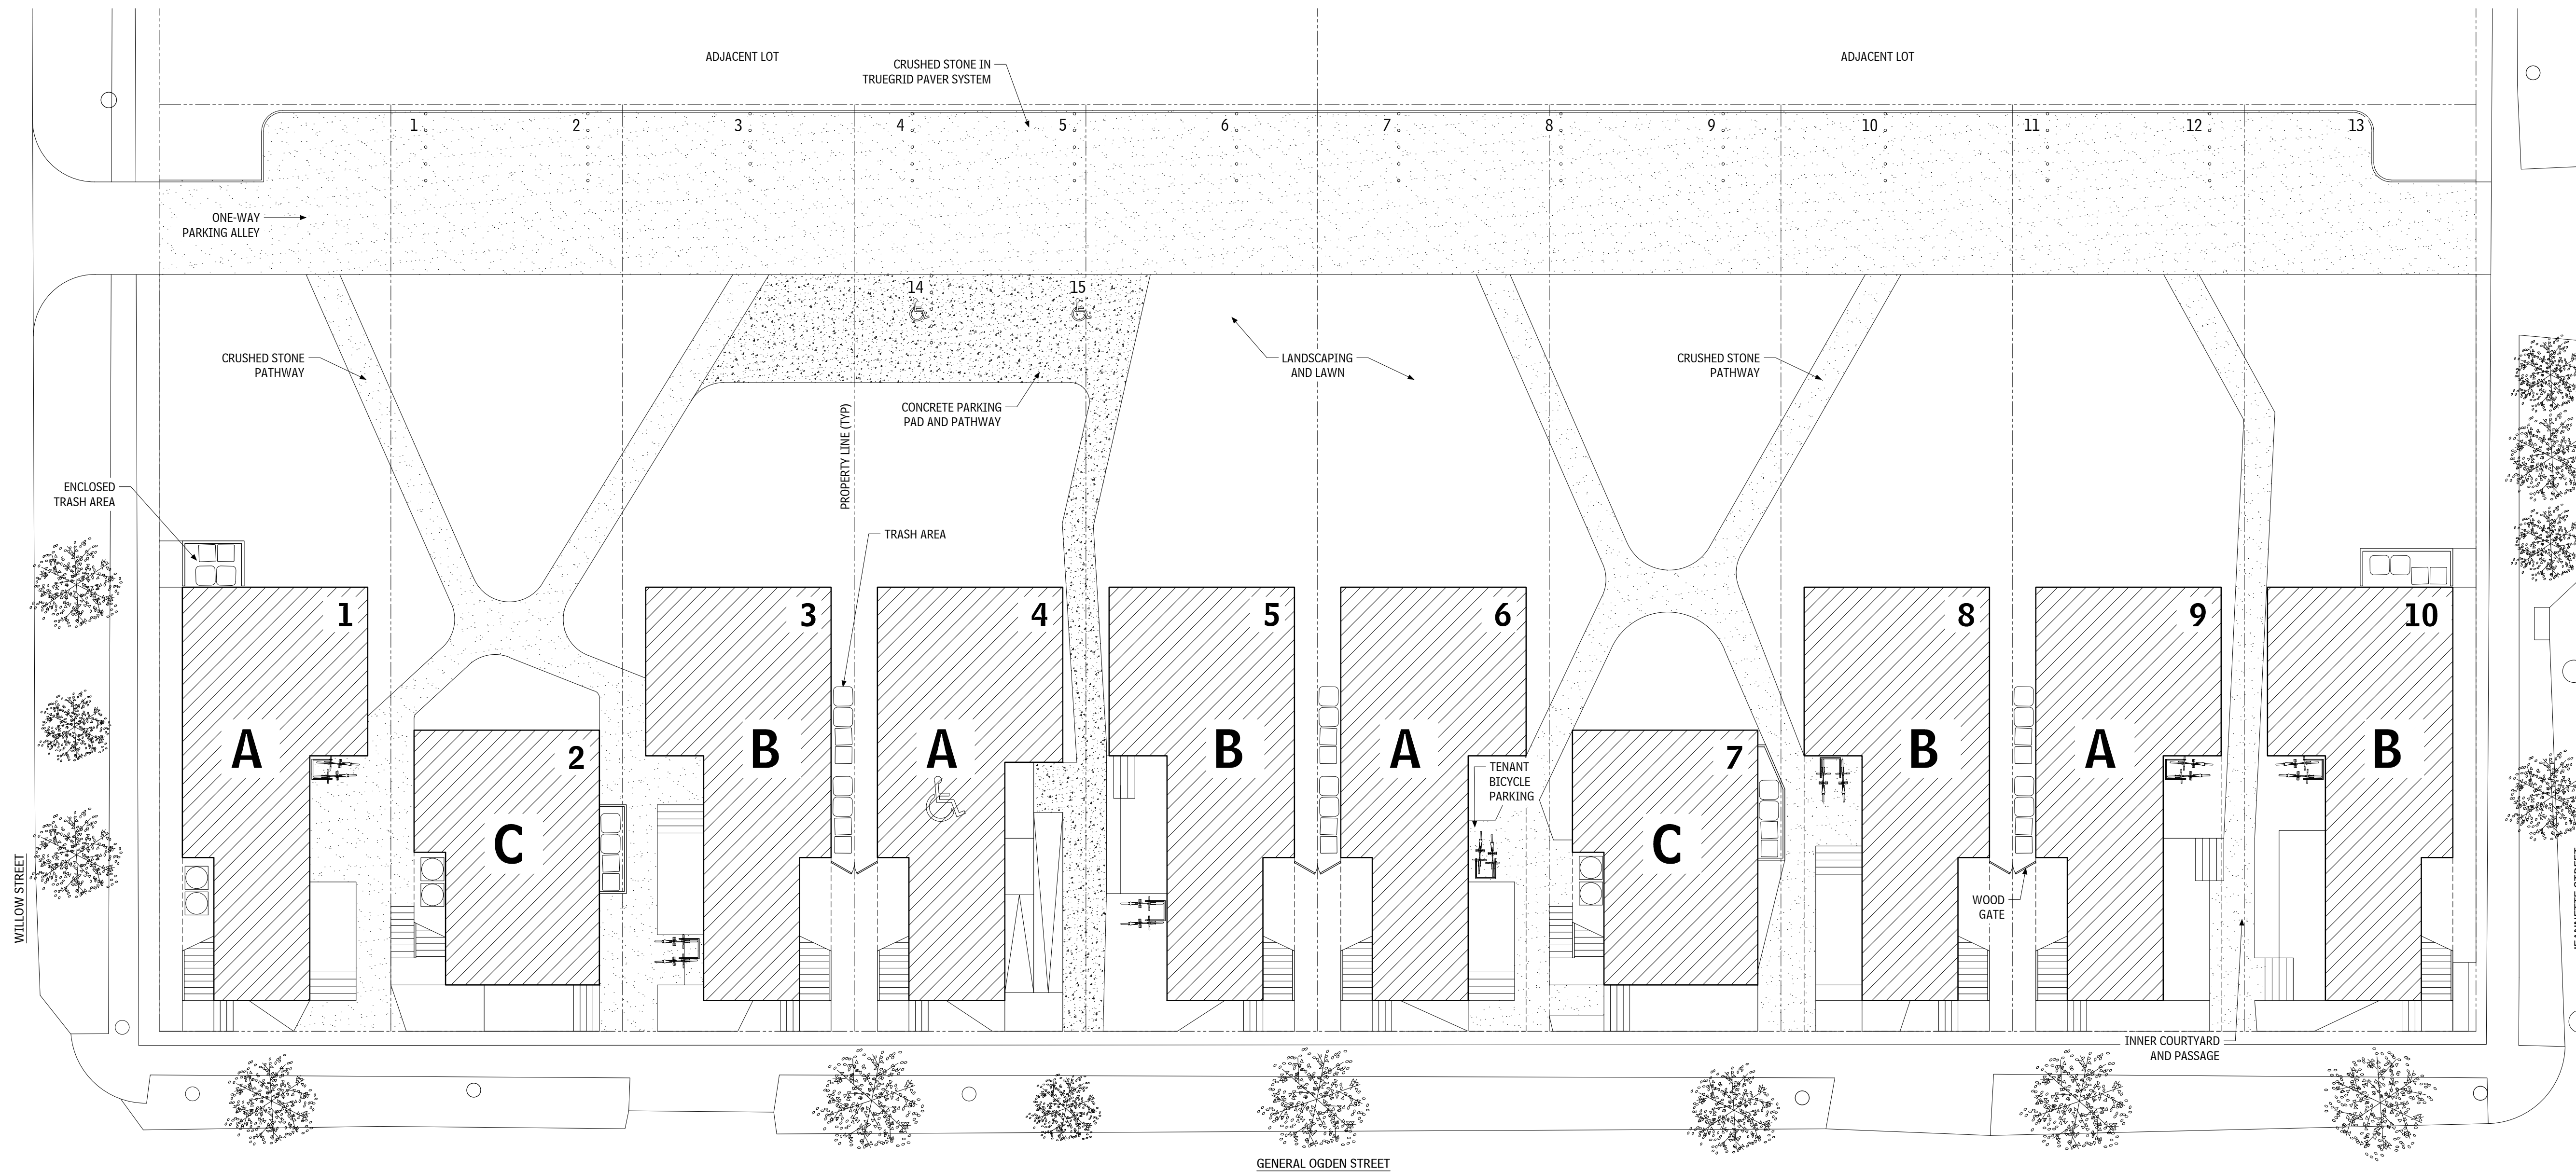 ADJACENT LOT
CRUSHED STONE IN
TRUEGRID PAVER SYSTEM
ADJACENT LOT
1
2
3
4
5
6
7
8
9
10
11
12
13
ONE-WAY
PARKING ALLEY
14
15
CRUSHED STONE
PATHWAY
CONCRETE PARKING
PAD AND PATHWAY
LANDSCAPING
AND LAWN
CRUSHED STONE
PATHWAY
PROPERTY LINE (TYP)
ENCLOSED
TRASH AREA
TRASH AREA
1
A
2
C
3
B
4
A
5
B
6
A
TENANT
BICYCLE
PARKING
7
C
8
B
9
A
10
B
WOOD
GATE
WILLOW STREET
INNER COURTYARD
AND PASSAGE
GENERAL OGDEN STREET